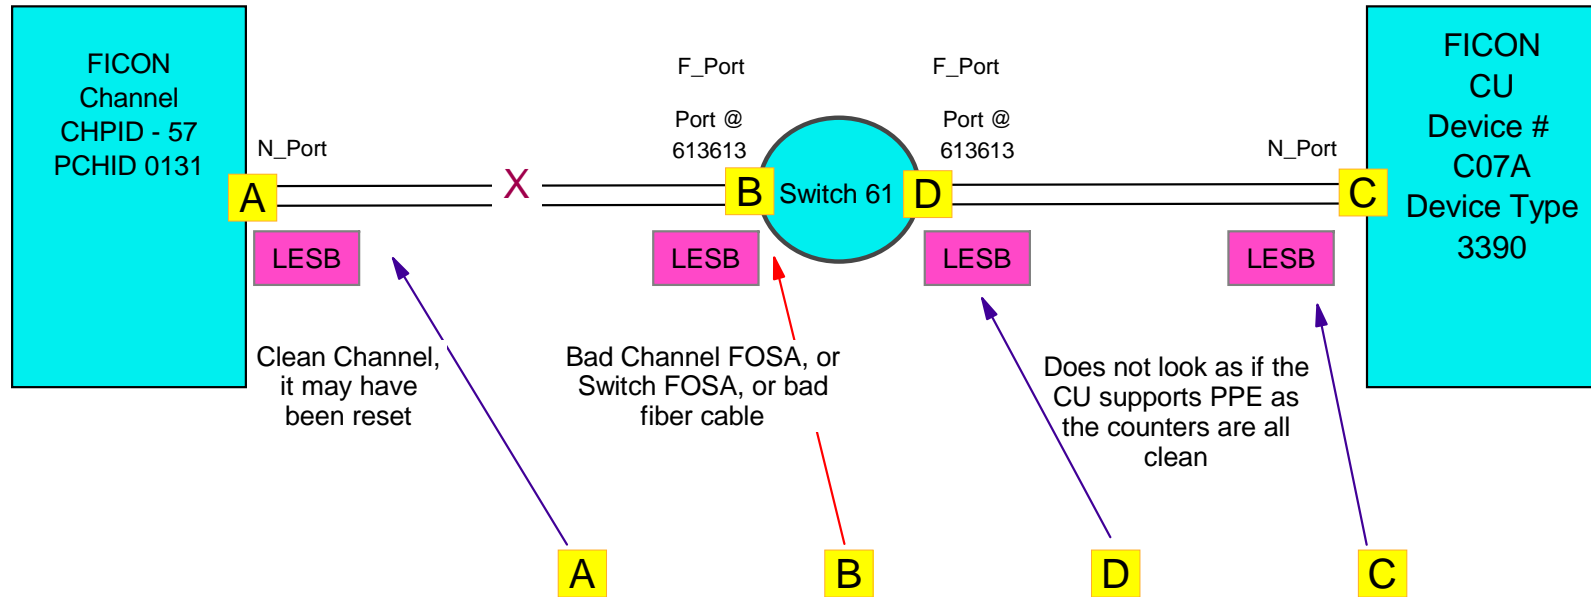 FICON
Channel
CHPID - 57
PCHID 0131
N_Port
A
X
F_Port
Port @
613613
B
Switch 61
F_Port
Port @
613613
D
N_Port
C
FICON
CU
Device #
C07A
Device Type
3390
LESB
LESB
LESB
LESB
Clean Channel,
it may have
been reset
Bad Channel FOSA, or
Switch FOSA, or bad
fiber cable
Does not look as if the
CU supports PPE as
the counters are all
clean
A
B
D
C